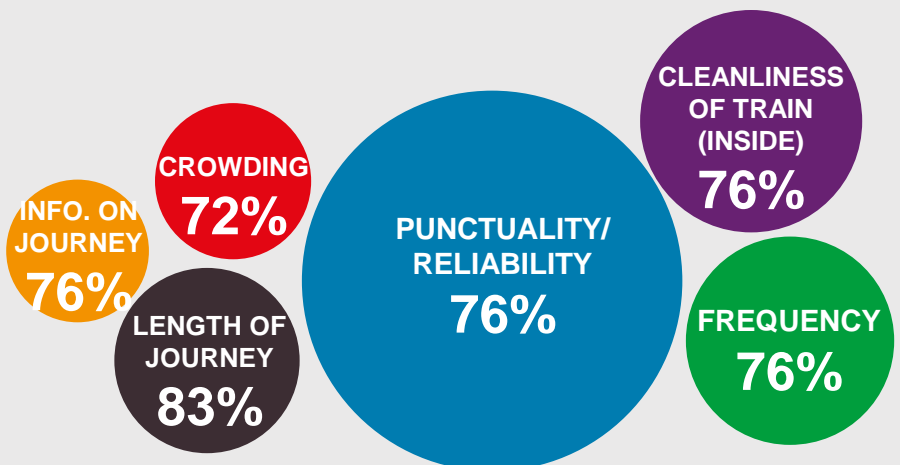 INFO. ON
JOURNEY
76%
CROWDING
72%
LENGTH OF
JOURNEY
83%
PUNCTUALITY/
RELIABILITY
76%
CLEANLINESS
OF TRAIN
(INSIDE)
76%
FREQUENCY
76%